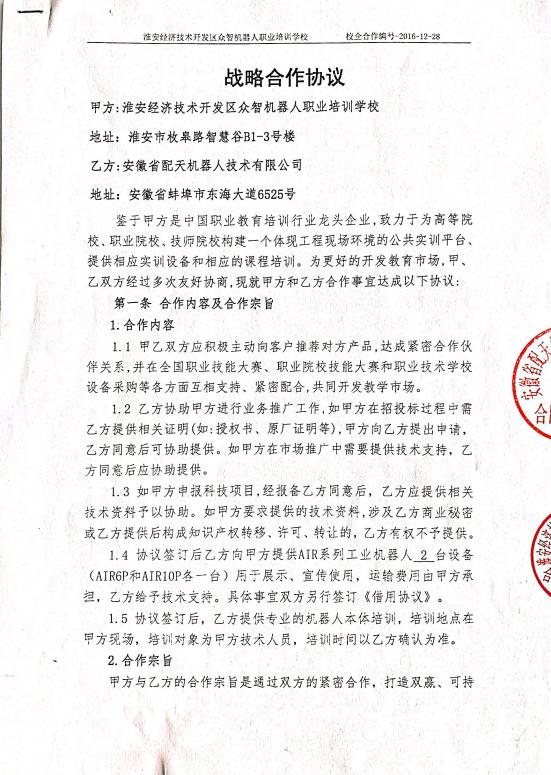 淮安经济技术开发区众智机器人职业培训学校 校企合作编号-2016-12-28
战略合作协议
甲方:淮安经济技术开发区众智机器人职业培训学校
地址：淮安市枚皋路智慧谷B1-3号楼
乙方:安徽省配天机器人技术有限公司
地址：安徽省蚌埠市东海大道6525号
鉴于甲方是中国职业教育培训行业龙头企业,致力于为高等院
校、职业院校、技师院校构建一个体现工程现场环境的公共实训平台、
提供相应实训设备和相应的课程培训。为更好的开发教育市场,甲、
乙双方经过多次友好协商,现就甲方和乙方合作事宜达成以下协议:
第一条 合作内容及合作宗旨
1.合作内容
1.1 甲乙双方应积极主动向客户推荐对方产品,达成紧密合作伙
伴关系,并在全国职业技能大赛、职业院校技能大赛和职业技术学校
设备采购等各方面互相支持、紧密配合,共同开发教学市场。
1.2 乙方协助甲方进行业务推广工作,如甲方在招投标过程中需
乙方提供相关证明(如:授权书、原厂证明等),甲方向乙方提出申请,
乙方同意后可协助提供。如甲方在市场推广中需要提供技术支持，乙
方同意后应协助提供。
1.3 如甲方申报科技项目,经报备乙方同意后，乙方应提供相关
技术资料予以协助。如甲方要求提供的技术资料,涉及乙方商业秘密
或乙方提供后构成知识产权转移、许可、转让的，乙方有权不予提供。
1.4 协议签订后乙方向甲方提供AIR系列工业机器人 2 台设备
（AIR6P和AIR10P各一台）用于展示、宣传使用，运输费用由甲方承
担，乙方给予技术支持。具体事宜双方另行签订《借用协议》。
1.5 协议签订后，乙方提供专业的机器人本体培训，培训地点在
甲方现场，培训对象为甲方技术人员，培训时间以乙方确认为准。
2.合作宗旨
甲方与乙方的合作宗旨是通过双方的紧密合作，打造双赢、可持
安徽省配天
合同
淮安经济